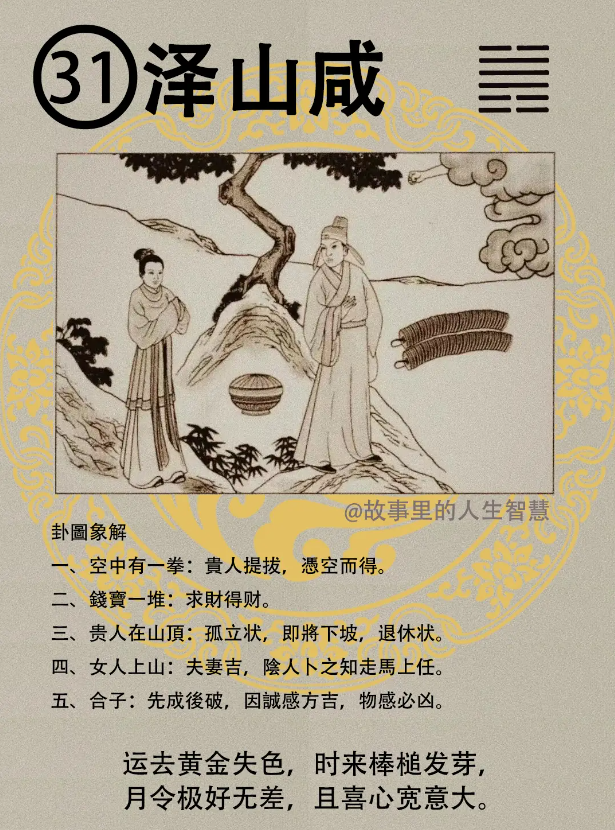 31 泽山咸
@故事里的人生智慧
卦圖象解
一、空中有一拳：貴人提拔，憑空而得。
二、錢寶一堆：求財得财。
三、贵人在山頂：孤立状，即將下坡，退休状。
四、女人上山：夫妻吉，陰人卜之知走馬上任。
五、合子：先成後破，因誠感方吉，物感必凶。
运去黄金失色，时来棒槌发芽，
月令极好无差，且喜心宽意大。